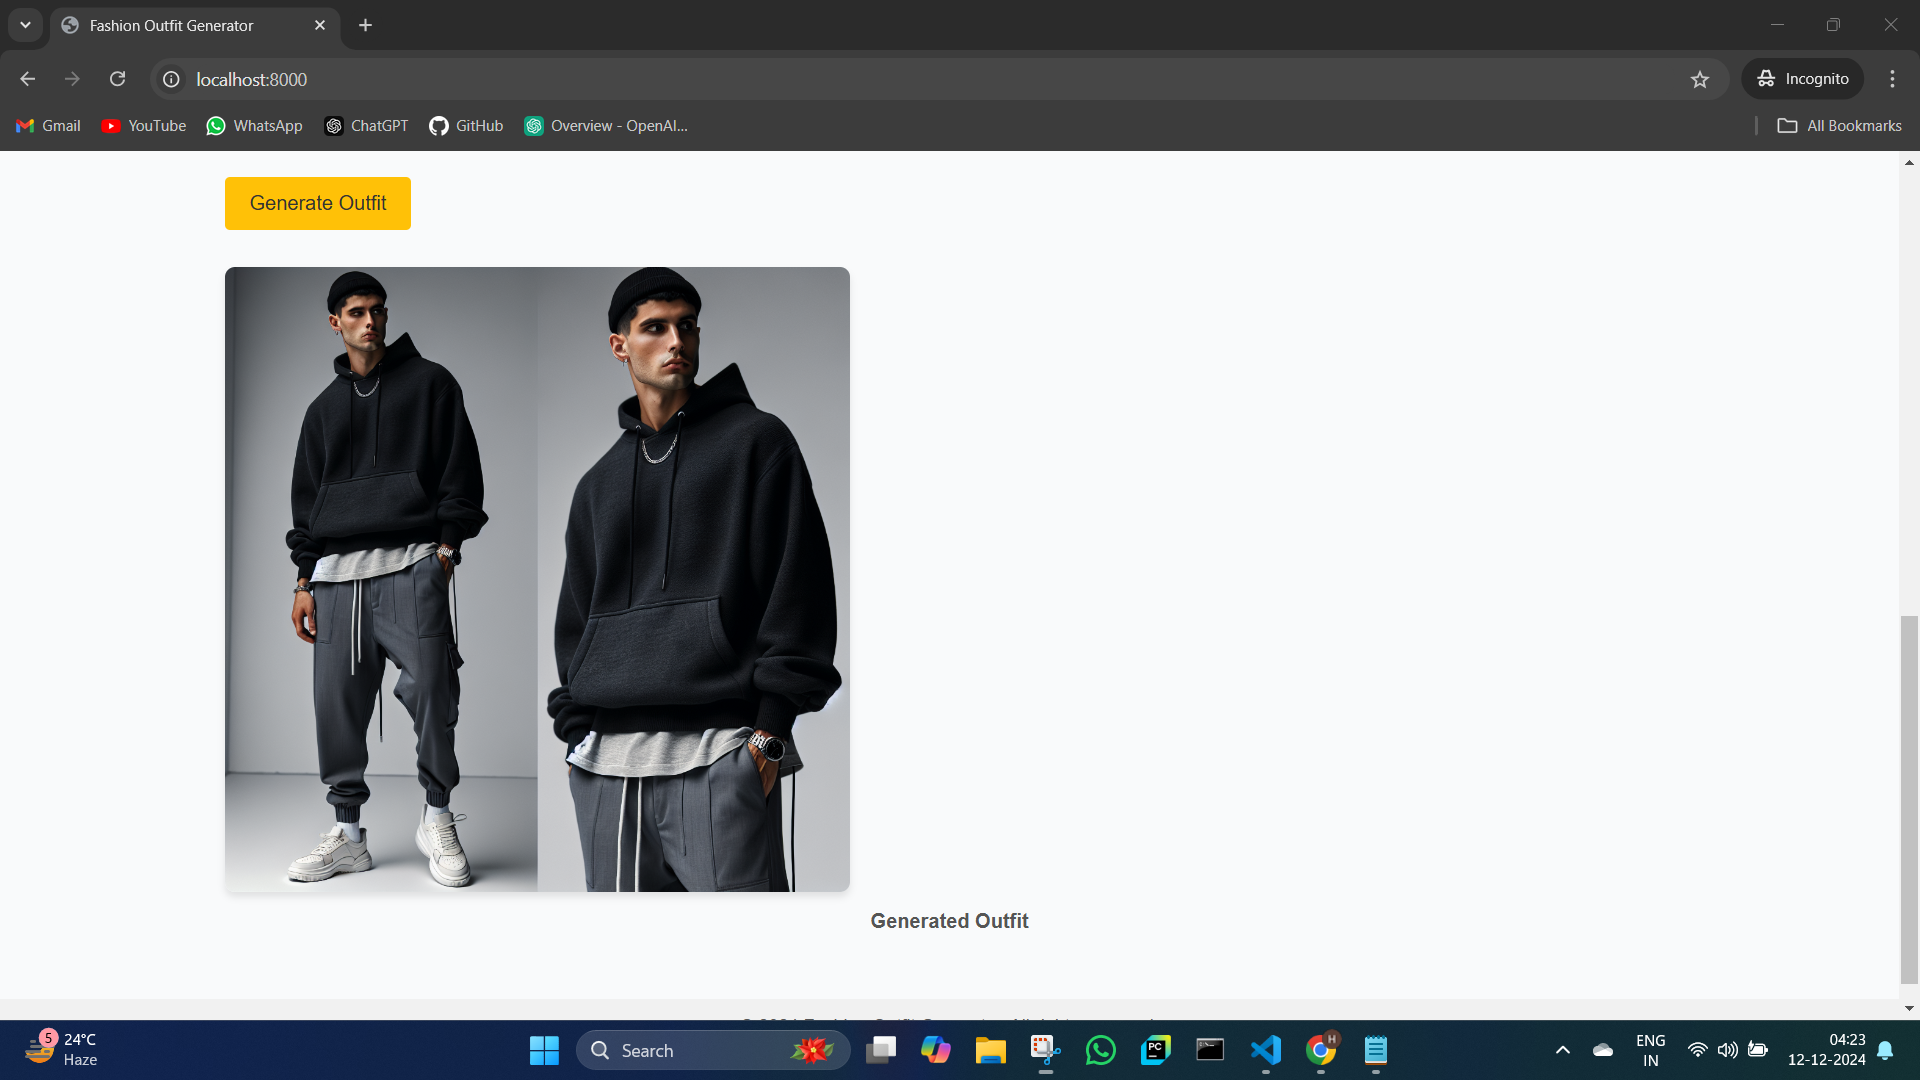 Fashion Outfit Generator
localhost:8000
Incognito
Gmail
YouTube
WhatsApp
ChatGPT
GitHub
Overview - OpenAI...
All Bookmarks
Generate Outfit
Generated Outfit
5
24°C
Haze
Search
PC
H
ENG
IN
04:23
12-12-2024